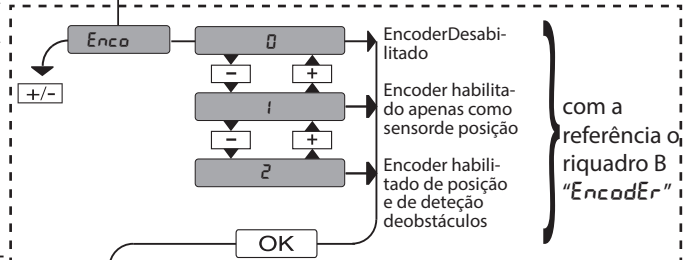 Enco
+/-
0
- +
1
- +
2
OK
EncoderDesabi-
litado
Encoder habilita-
do apenas como
sensorde posição
Encoder habili-
tado de posição
e de deteção
deobstáculos
com a
referência o
riquadro B
“EncodEr”